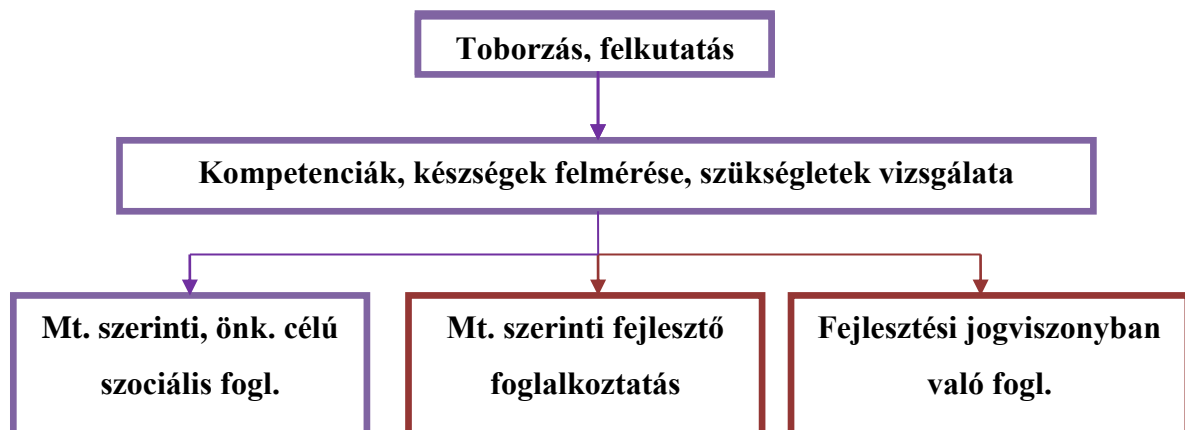 Toborzás, felkutatás
Kompetenciák, készségek felmérése, szükségletek vizsgálata
Mt. szerinti, önk. célú
szociális fogl.
Mt. szerinti fejlesztő
foglalkoztatás
Fejlesztési jogviszonyban
való fogl.